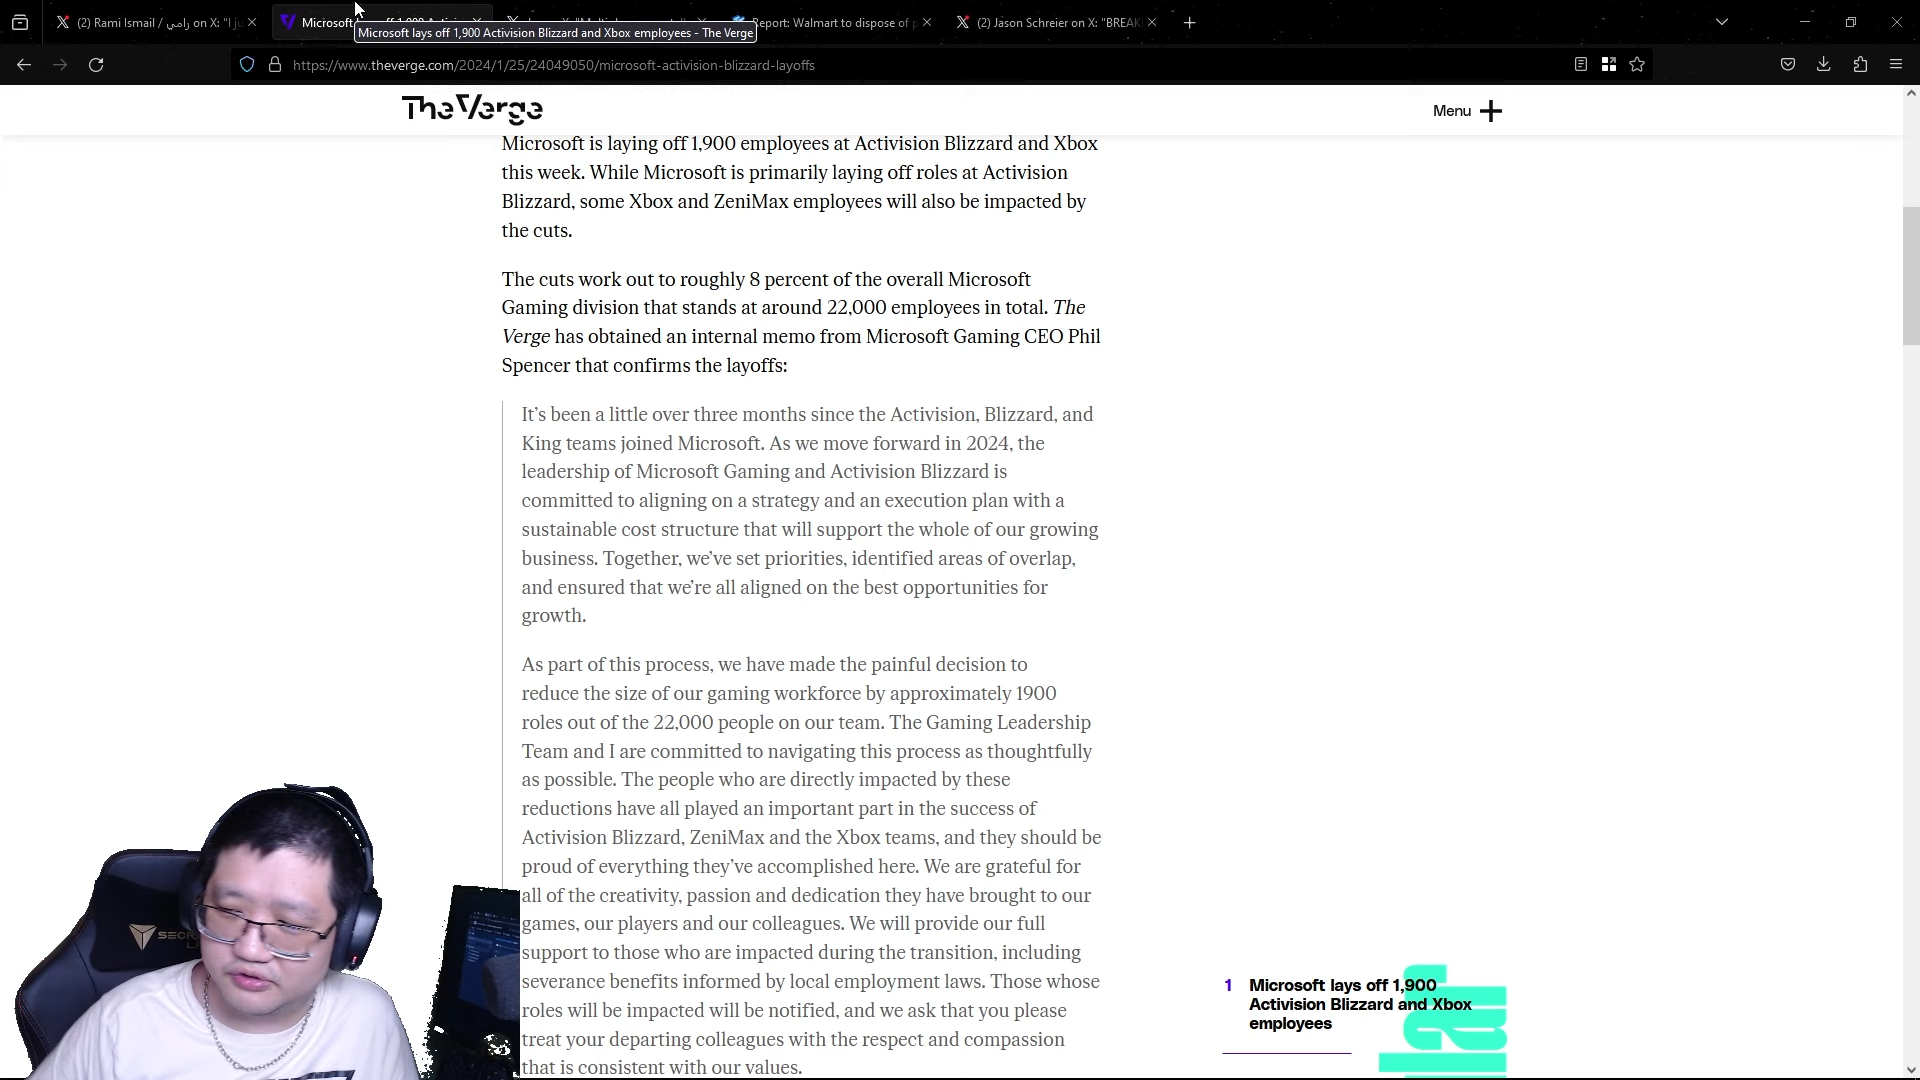 (2) Rami Ismail / رامي on X: "I ju
Microsoft
Report: Walmart to dispose of p
(2) Jason Schreier on X: "BREAK
Microsoft lays off 1,900 Activision Blizzard and Xbox employees - The Verge
https://www.theverge.com/2024/1/25/24049050/microsoft-activision-blizzard-layoffs
The Verge
Menu
Microsoft is laying off 1,900 employees at Activision Blizzard and Xbox
this week. While Microsoft is primarily laying off roles at Activision
Blizzard, some Xbox and ZeniMax employees will also be impacted by
the cuts.
The cuts work out to roughly 8 percent of the overall Microsoft
Gaming division that stands at around 22,000 employees in total. The
Verge has obtained an internal memo from Microsoft Gaming CEO Phil
Spencer that confirms the layoffs:
It's been a little over three months since the Activision, Blizzard, and
King teams joined Microsoft. As we move forward in 2024, the
leadership of Microsoft Gaming and Activision Blizzard is
committed to aligning on a strategy and an execution plan with a
sustainable cost structure that will support the whole of our growing
business. Together, we've set priorities, identified areas of overlap,
and ensured that we're all aligned on the best opportunities for
growth.
As part of this process, we have made the painful decision to
reduce the size of our gaming workforce by approximately 1900
roles out of the 22,000 people on our team. The Gaming Leadership
Team and I are committed to navigating this process as thoughtfully
as possible. The people who are directly impacted by these
reductions have all played an important part in the success of
Activision Blizzard, ZeniMax and the Xbox teams, and they should be
proud of everything they've accomplished here. We are grateful for
all of the creativity, passion and dedication they have brought to our
games, our players and our colleagues. We will provide our full
support to those who are impacted during the transition, including
severance benefits informed by local employment laws. Those whose
roles will be impacted will be notified, and we ask that you please
treat your departing colleagues with the respect and compassion
that is consistent with our values.
1 Microsoft lays off 1,900
Activision Blizzard and Xbox
employees